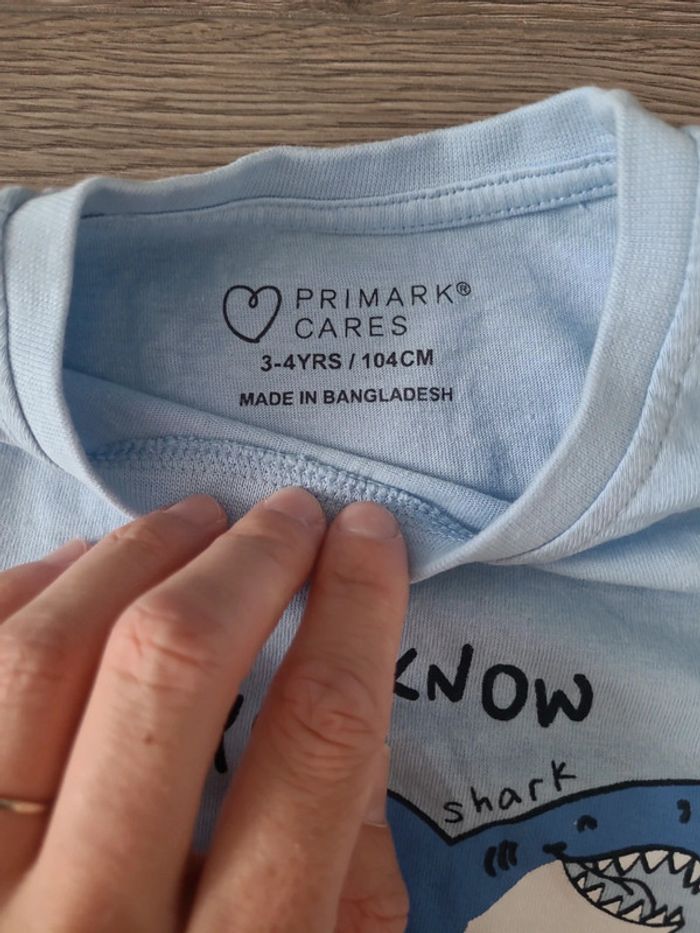 PRIMARK®
CARES
3-4YRS / 104CM
MADE IN BANGLADESH
KNOW
shark